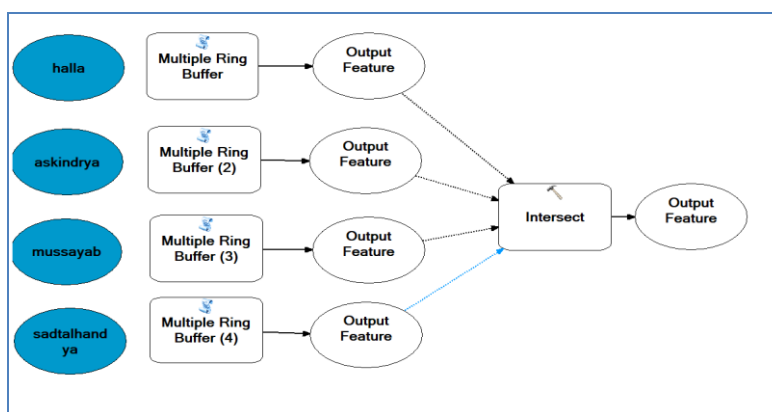 halla
Multiple Ring
Buffer
Output
Feature
askindrya
Multiple Ring
Buffer (2)
Output
Feature
mussayab
Multiple Ring
Buffer (3)
Output
Feature
sadtalhand
ya
Multiple Ring
Buffer (4)
Output
Feature
Intersect
Output
Feature